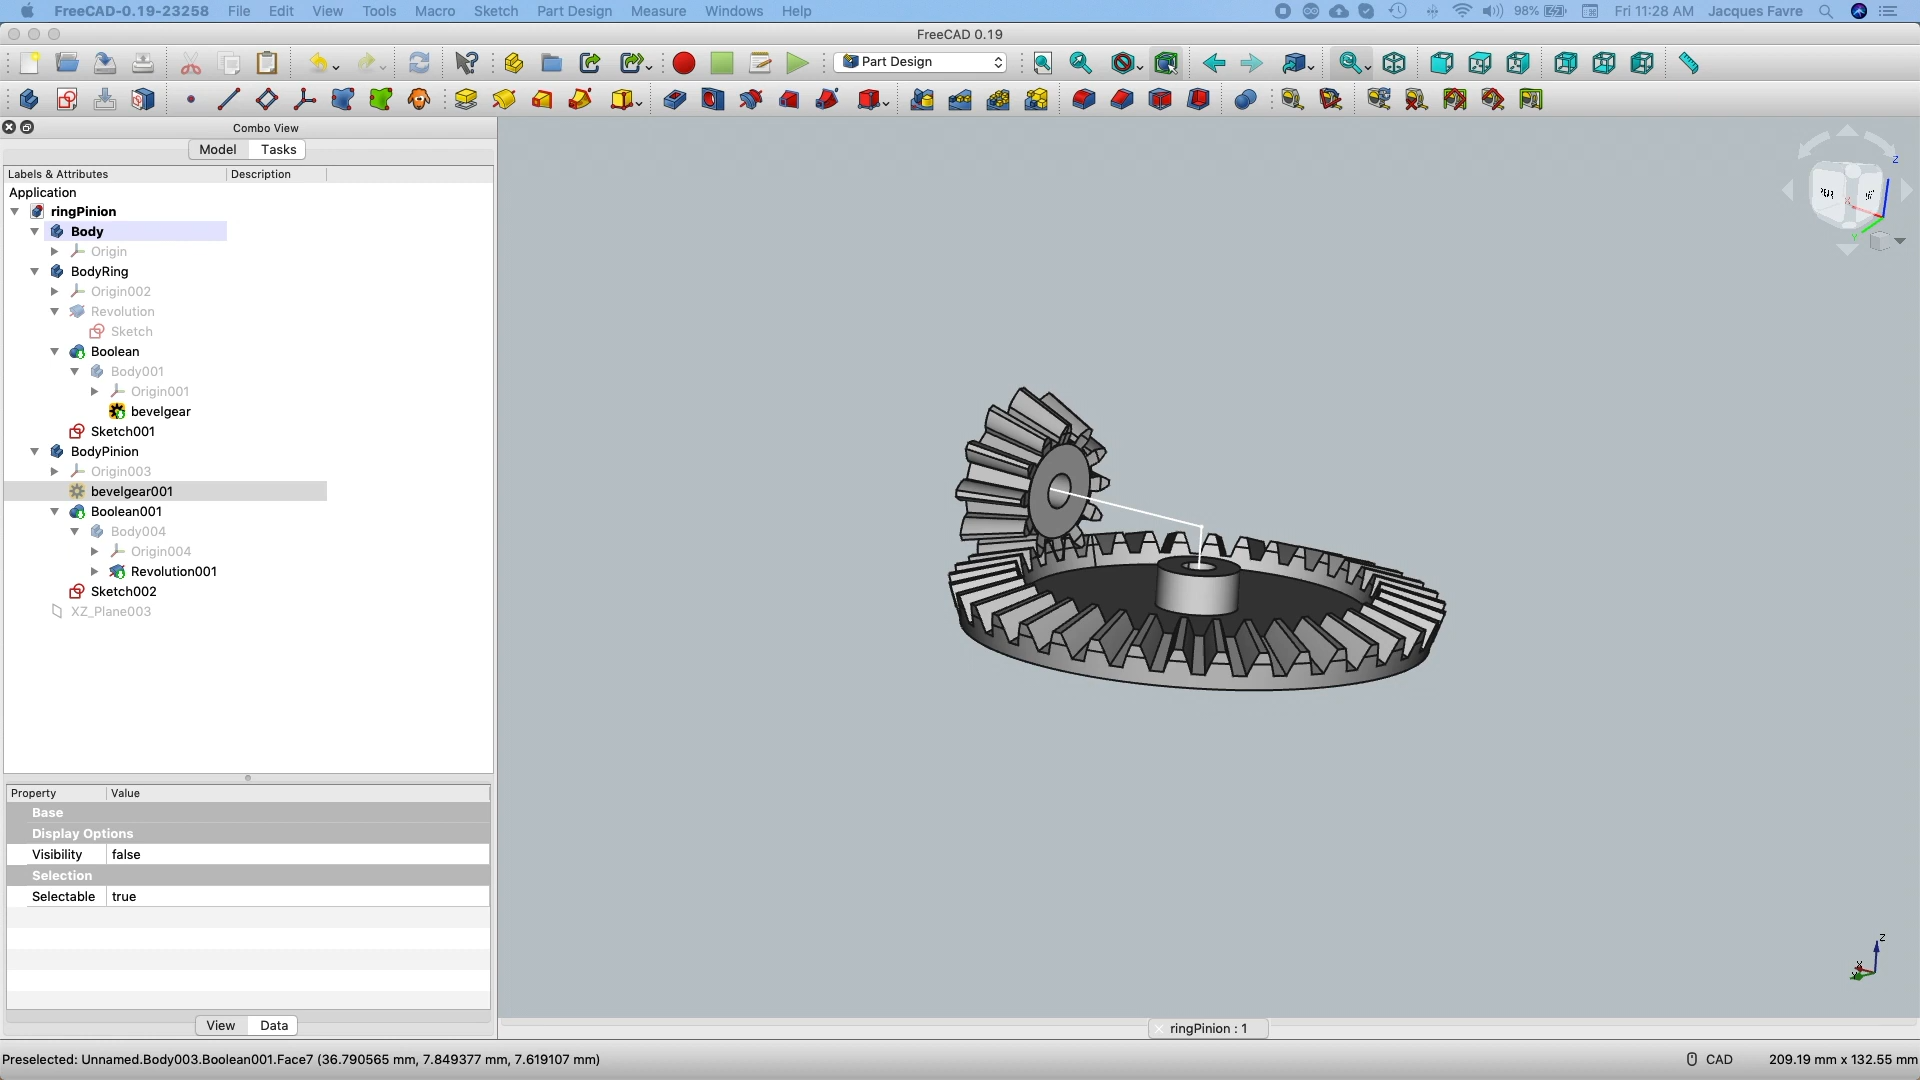 FreeCAD-0.19-23258 File Edit View Tools Macro Sketch Part Design Measure Windows Help 98% Fri 11:28 AM Jacques Favre
FreeCAD 0.19
Part Design
Combo View
Model Tasks
Labels & Attributes Description
Application
ringPinion
Body
Origin
BodyRing
Origin002
Revolution
Sketch
Boolean
Body001
Origin001
bevelgear
Sketch001
BodyPinion
Origin003
bevelgear001
Boolean001
Body004
Origin004
Revolution001
Sketch002
XZ_Plane003
Property Value
Base
Display Options
Visibility false
Selection
Selectable true
View Data
Z
Y
Z
ringPinion : 1
Preselected: Unnamed.Body003.Boolean001.Face7 (36.790565 mm, 7.849377 mm, 7.619107 mm)
CAD 209.19 mm x 132.55 mm